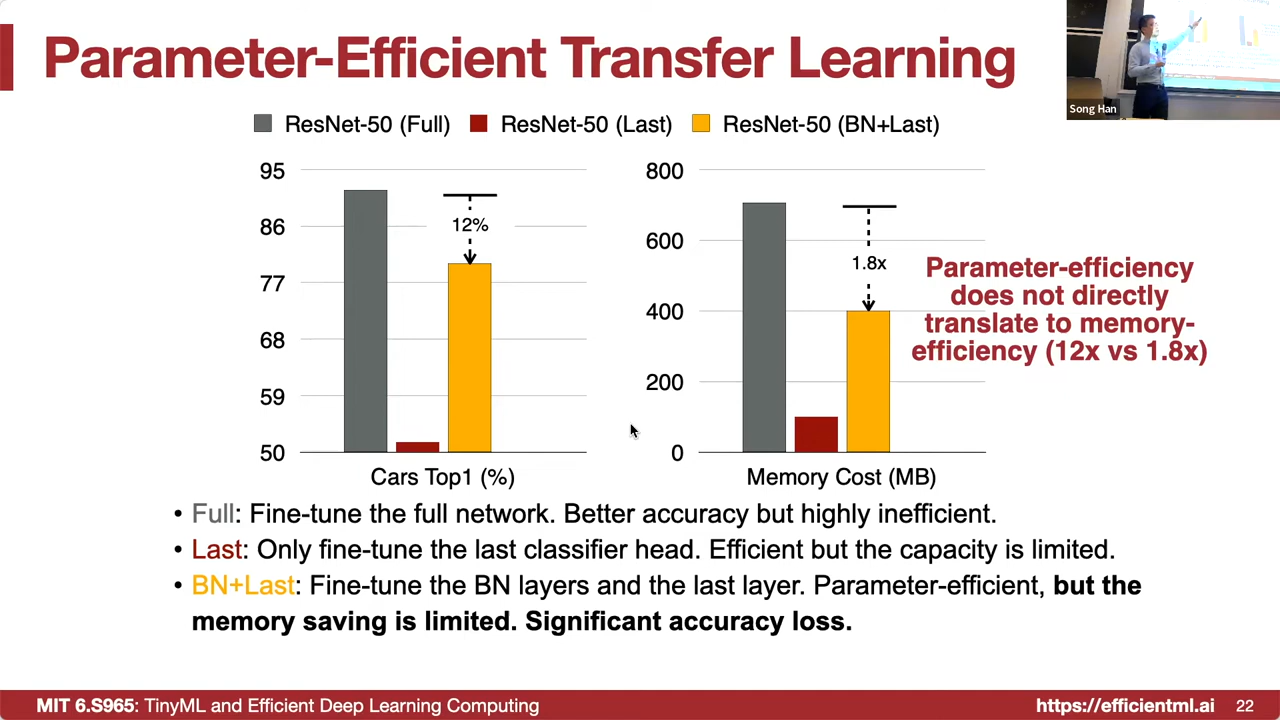 Parameter-Efficient Transfer Learning
Song Han
ResNet-50 (Full) ResNet-50 (Last) ResNet-50 (BN+Last)
95
86
77
68
59
50
12%
Cars Top1 (%)
800
600
400
200
0
1.8x
Memory Cost (MB)
Parameter-efficiency
does not directly
translate to memory-
efficiency (12x vs 1.8x)
• Full: Fine-tune the full network. Better accuracy but highly inefficient.
• Last: Only fine-tune the last classifier head. Efficient but the capacity is limited.
• BN+Last: Fine-tune the BN layers and the last layer. Parameter-efficient, but the
memory saving is limited. Significant accuracy loss.
MIT 6.S965: TinyML and Efficient Deep Learning Computing
https://efficientml.ai 22